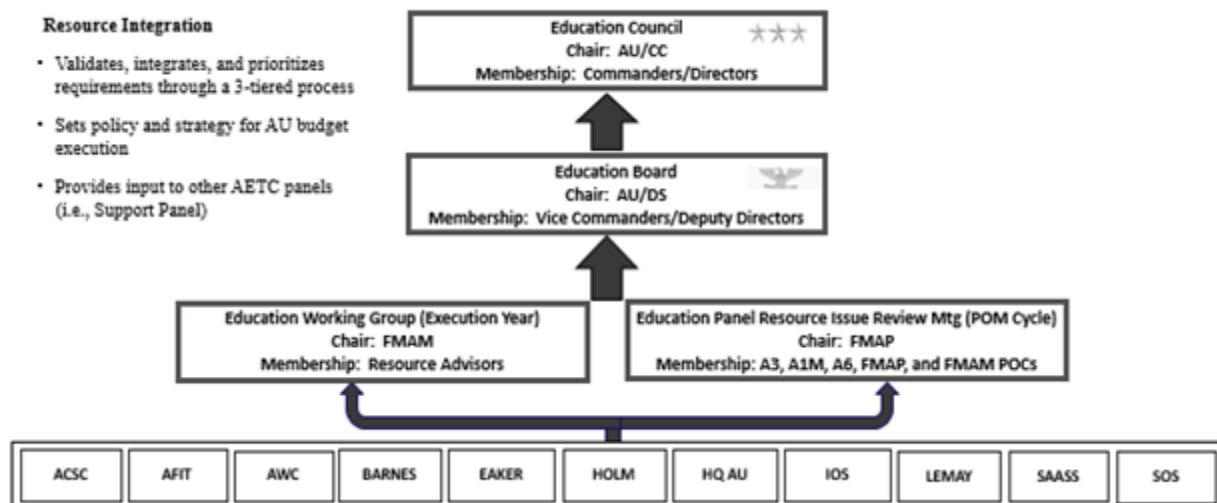 Resource Integration
• Validates, integrates, and prioritizes
requirements through a 3-tiered process
• Sets policy and strategy for AU budget
execution
• Provides input to other AETC panels
(i.e., Support Panel)
Education Council
Chair: AU/CC
Membership: Commanders/Directors
Education Board
Chair: AU/DS
Membership: Vice Commanders/Deputy Directors
Education Working Group (Execution Year)
Chair: FMAM
Membership: Resource Advisors
Education Panel Resource Issue Review Mtg (POM Cycle)
Chair: FMAP
Membership: A3, A1M, A6, FMAP, and FMAM POCs
ACSC
AFIT
AWC
BARNES
EAKER
HOLM
HQ AU
IOS
LEMAY
SAASS
SOS